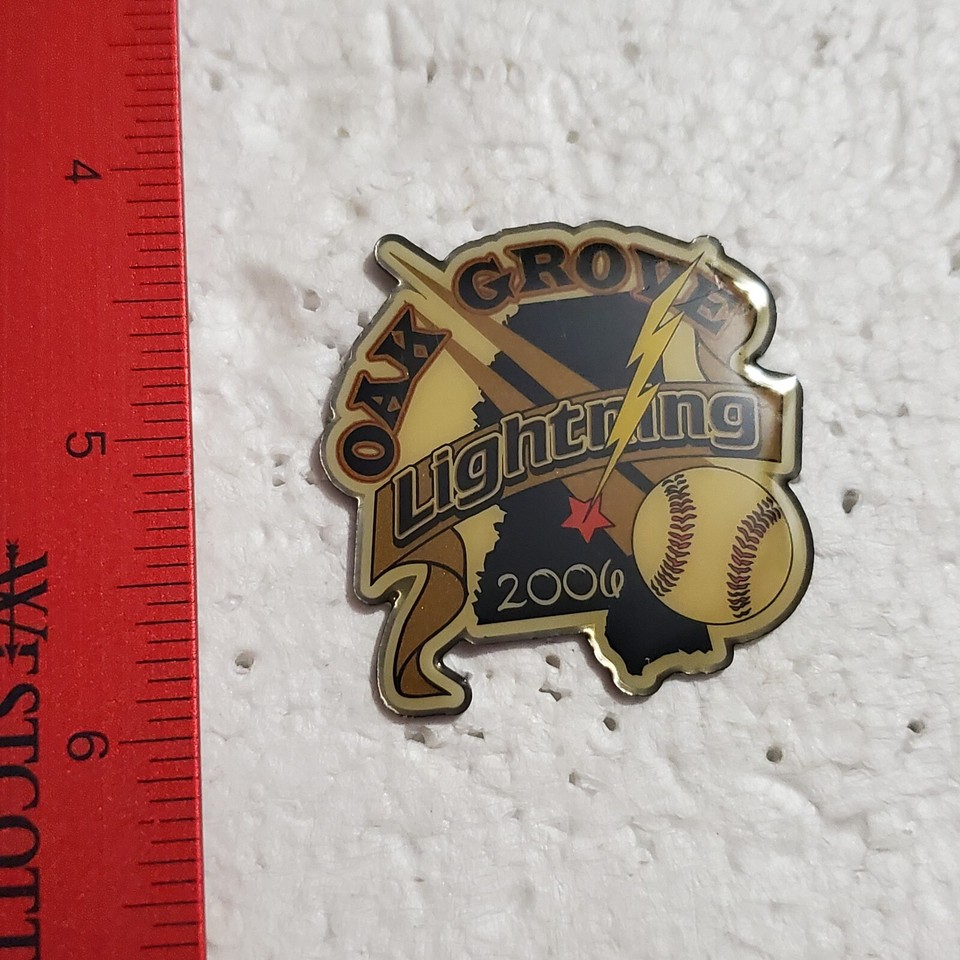 OAK GROVE
Lightning
2006
4
5
6
WESTCOTT